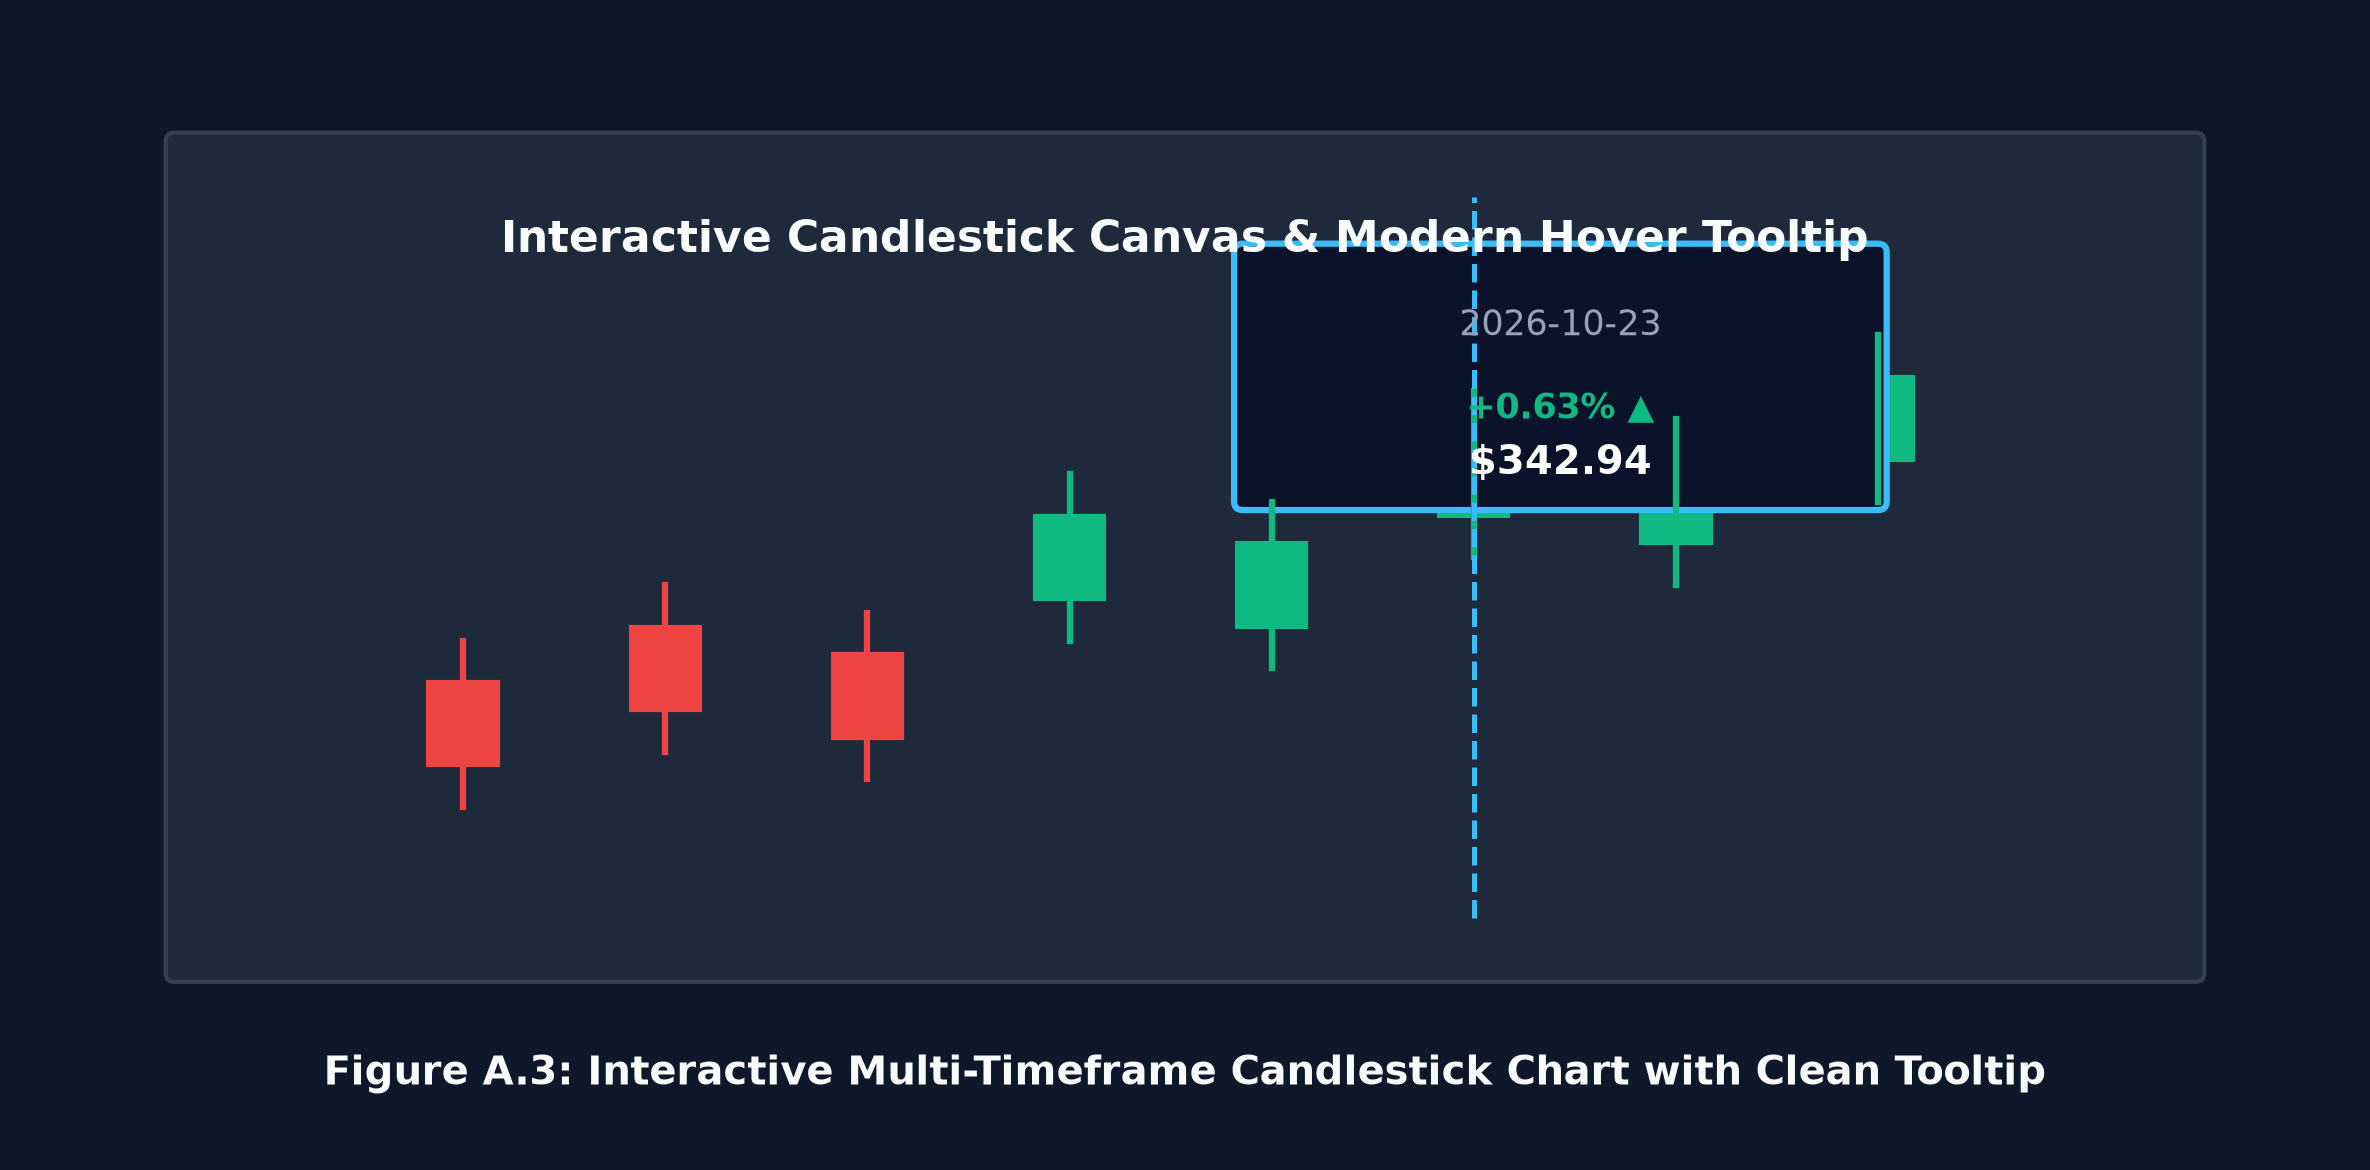 Interactive Candlestick Canvas & Modern Hover Tooltip
2026-10-23
+0.63% ▲
$342.94
Figure A.3: Interactive Multi-Timeframe Candlestick Chart with Clean Tooltip